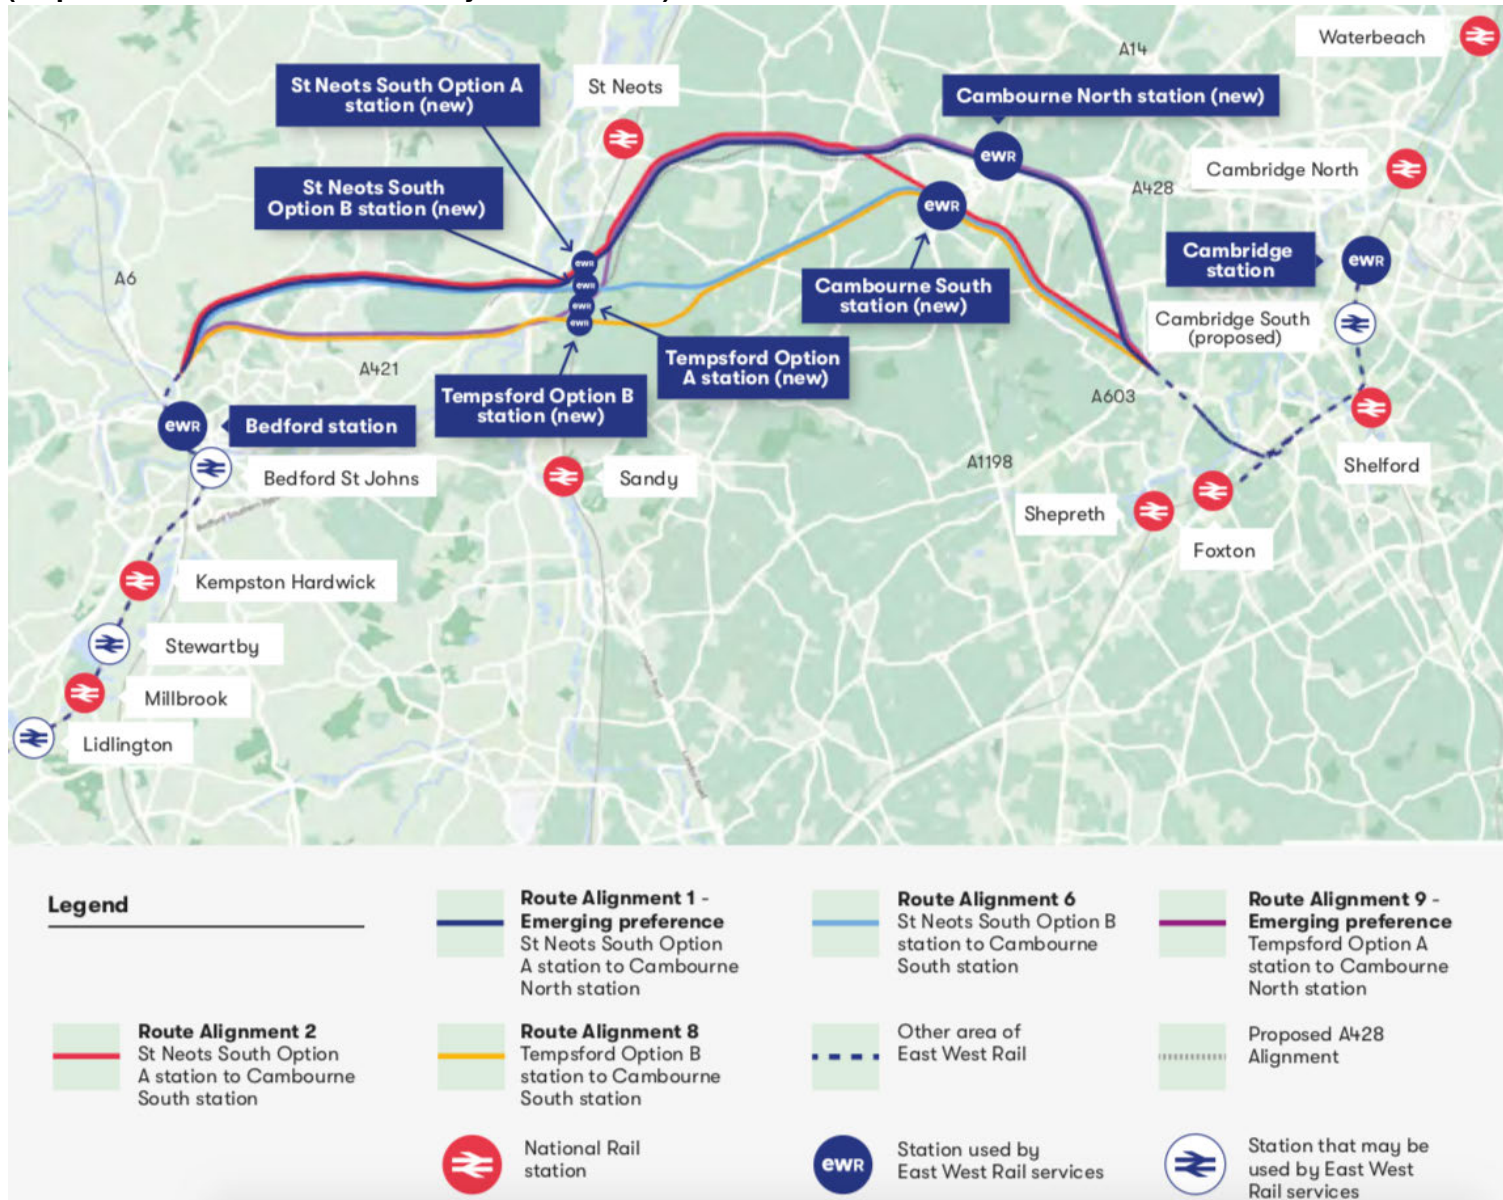 Waterbeach
A14
St Neots South Option A
station (new)
St Neots
Cambourne North station (new)
ewR
Cambridge North
St Neots South
Option B station (new)
A428
ewR
Cambridge
station
ewR
A6
ewR
ewR
ewR
ewR
Cambourne South
station (new)
Cambridge South
(proposed)
Tempsford Option
A station (new)
A421
Tempsford Option B
station (new)
A603
ewR
Bedford station
A1198
Shelford
Bedford St Johns
Sandy
Shepreth
Foxton
Kempston Hardwick
Stewartby
Millbrook
Lidlington
Legend
Route Alignment 1 -
Emerging preference
St Neots South Option
A station to Cambourne
North station
Route Alignment 6
St Neots South Option B
station to Cambourne
South station
Route Alignment 9 -
Emerging preference
Tempsford Option A
station to Cambourne
North station
Route Alignment 2
St Neots South Option
A station to Cambourne
South station
Route Alignment 8
Tempsford Option B
station to Cambourne
South station
Other area of
East West Rail
Proposed A428
Alignment
National Rail
station
ewR
Station used by
East West Rail services
Station that may be
used by East West
Rail services